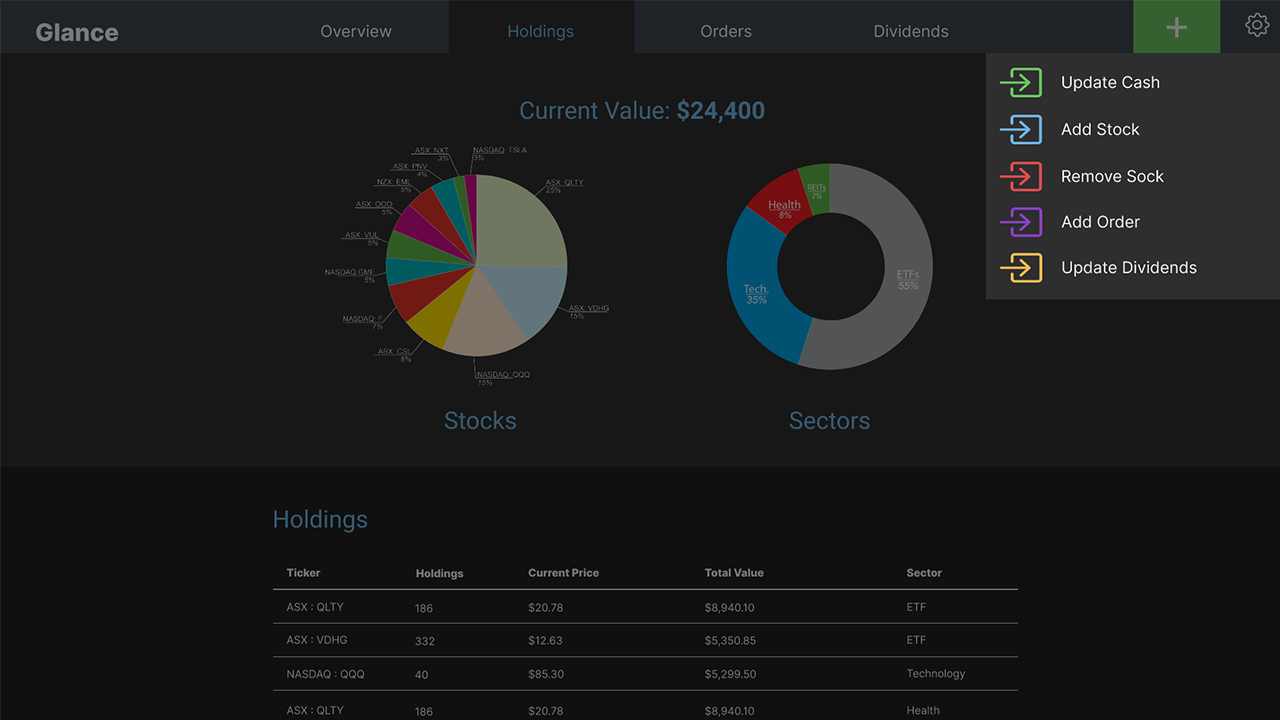 Glance
Overview
Holdings
Orders
Dividends
+
Update Cash
Add Stock
Remove Sock
Add Order
Update Dividends
Current Value: $24,400
ASX: NXT
3%
NASDAQ: TSLA
3%
ASX: PNV
4%
NZX: EML
5%
ASX: QLTY
25%
ASX: OOO
5%
ASX: VUL
5%
NASDAQ GME
5%
ASX: VDHG
15%
NASDAQ: F
7%
ASX: CSL
8%
NASDAQ: QQQ
15%
REITs
2%
Health
8%
ETFs
55%
Tech.
35%
Stocks
Sectors
Holdings
Ticker Holdings Current Price Total Value Sector
ASX : QLTY 186 $20.78 $8,940.10 ETF
ASX : VDHG 332 $12.63 $5,350.85 ETF
NASDAQ : QQQ 40 $85.30 $5,299.50 Technology
ASX : QLTY 186 $20.78 $8,940.10 Health